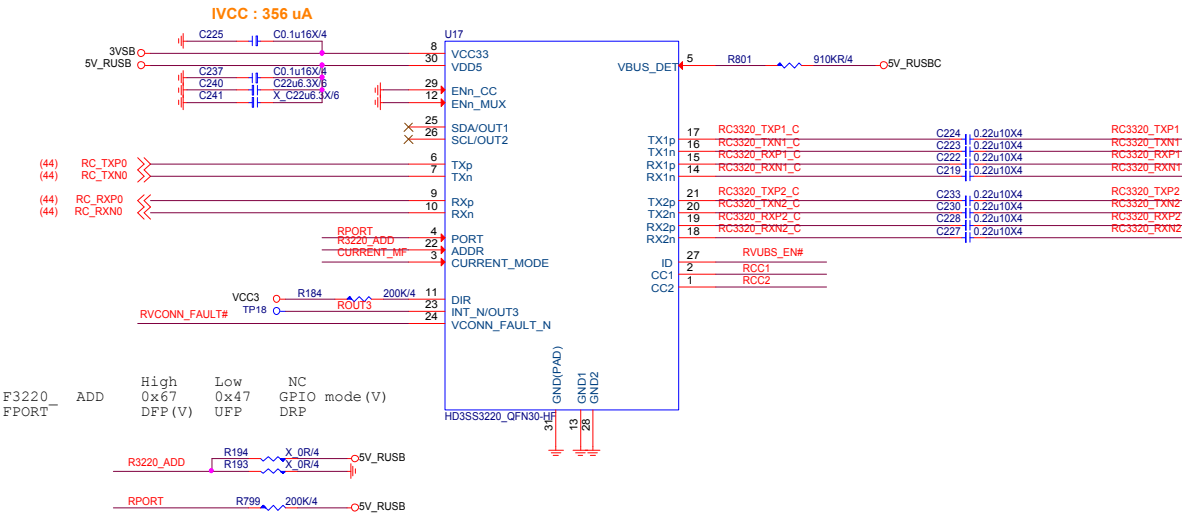 IVCC : 356 uA
C225 C0.1u16X/4 U17
3VSB 8 VCC33
5V_RUSB 30 VDD5 VBUS_DET 5 R801 910KR/4 5V_RUSBC
C237 C0.1u16X/4
C240 C22u6.3X/6 29 ENn_CC
C241 X_C22u6.3X/6 12 ENn_MUX
25 SDA/OUT1
26 SCL/OUT2
TX1p 17 RC3320_TXP1_C C224 0.22u10X4 RC3320_TXP1
TX1n 16 RC3320_TXN1_C C223 0.22u10X4 RC3320_TXN1
(44) RC_TXP0 6 TXp RX1p 15 RC3320_RXP1_C C222 0.22u10X4 RC3320_RXP1
(44) RC_TXN0 7 TXn RX1n 14 RC3320_RXN1_C C219 0.22u10X4 RC3320_RXN1
(44) RC_RXP0 9 RXp TX2p 21 RC3320_TXP2_C C233 0.22u10X4 RC3320_TXP2
(44) RC_RXN0 10 RXn TX2n 20 RC3320_TXN2_C C230 0.22u10X4 RC3320_TXN2
RX2p 19 RC3320_RXP2_C C228 0.22u10X4 RC3320_RXP2
RPORT 4 PORT RX2n 18 RC3320_RXN2_C C227 0.22u10X4 RC3320_RXN2
R3220_ADD 22 ADDR
CURRENT_MF 3 CURRENT_MODE ID 27 RVUBS_EN#
CC1 2 RCC1
CC2 1 RCC2
VCC3 R184 200K/4 11 DIR
TP18 ROUT3 23 INT_N/OUT3
RVCONN_FAULT# 24 VCONN_FAULT_N
GND(PAD) GND1 GND2
High Low NC
F3220_ ADD 0x67 0x47 GPIO mode(V)
FPORT DFP(V) UFP DRP
HD3SS3220_QFN30-HF
31 13 28
R194 X_0R/4 5V_RUSB
R3220_ADD R193 X_0R/4
RPORT R799 200K/4 5V_RUSB